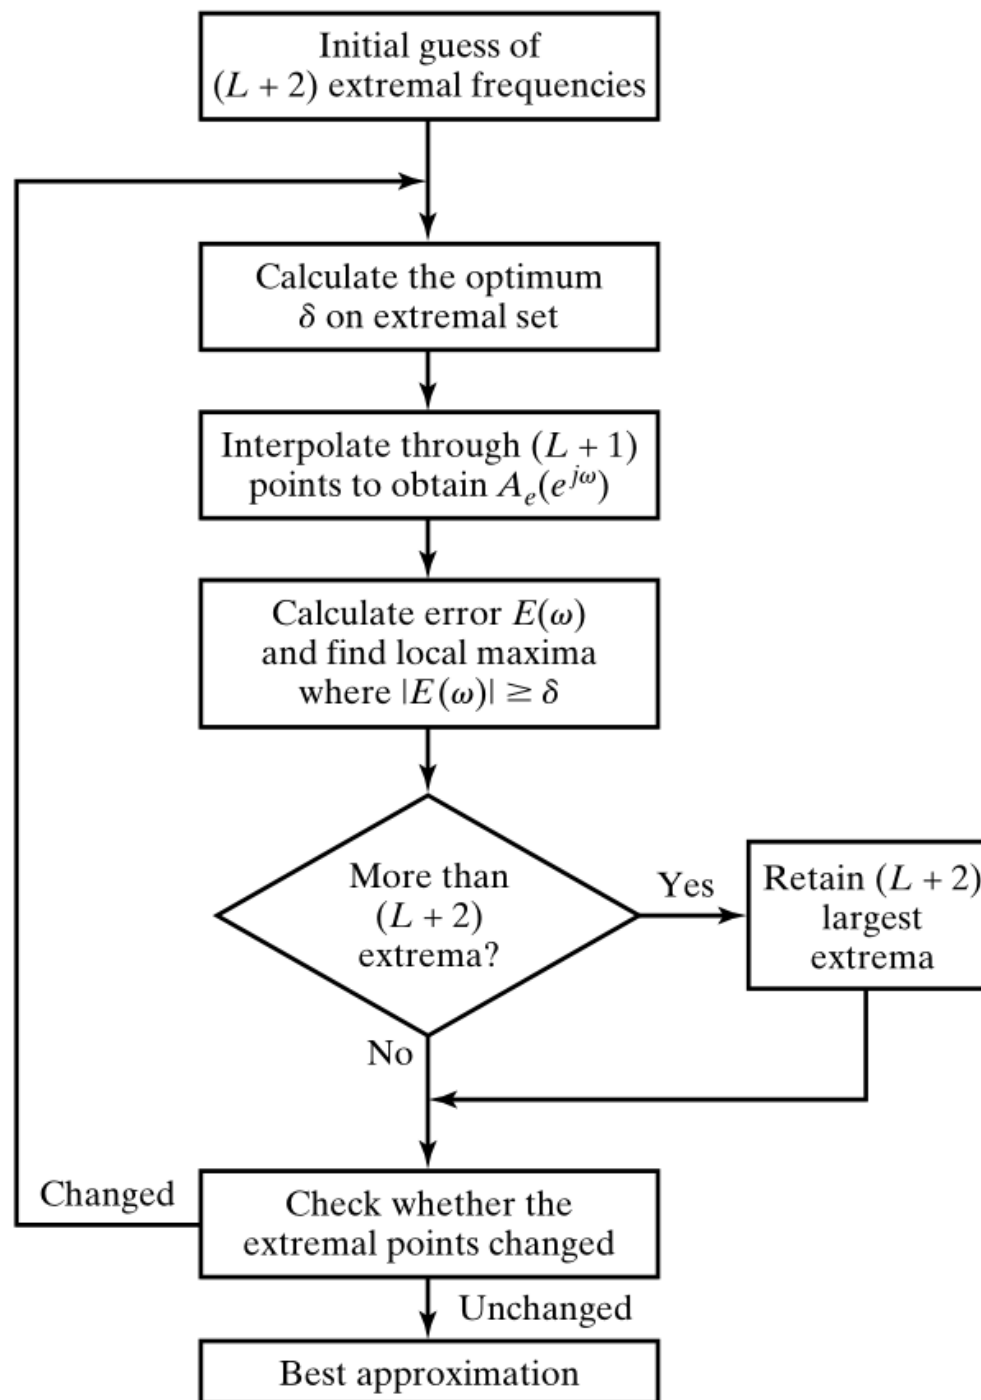 Initial guess of
(L + 2) extremal frequencies
Calculate the optimum
δ on extremal set
Interpolate through (L + 1)
points to obtain Aₑ(e^{jω})
Calculate error E(ω)
and find local maxima
where |E(ω)| ≥ δ
More than
(L + 2)
extrema?
Yes
Retain (L + 2)
largest
extrema
No
Changed
Check whether the
extremal points changed
Unchanged
Best approximation